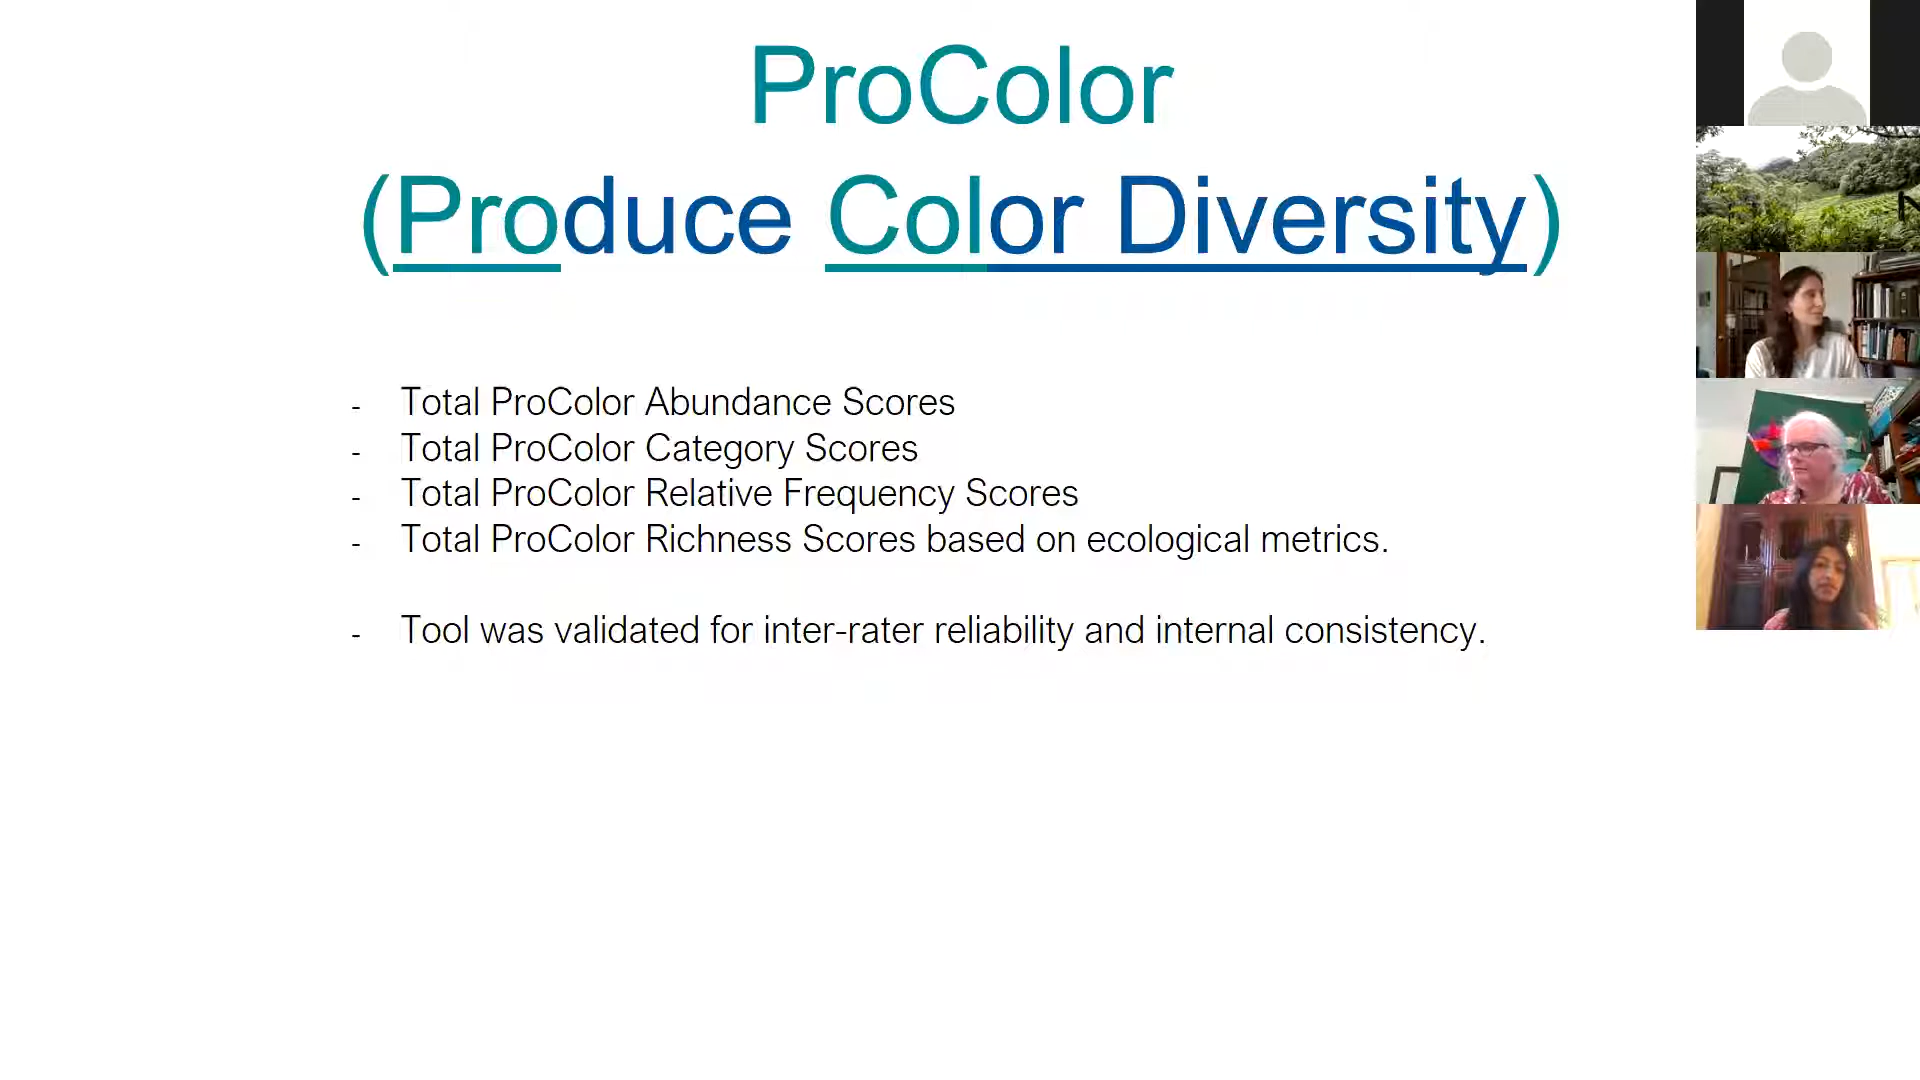 ProColor
(Produce Color Diversity)
- Total ProColor Abundance Scores
- Total ProColor Category Scores
- Total ProColor Relative Frequency Scores
- Total ProColor Richness Scores based on ecological metrics.
- Tool was validated for inter-rater reliability and internal consistency.